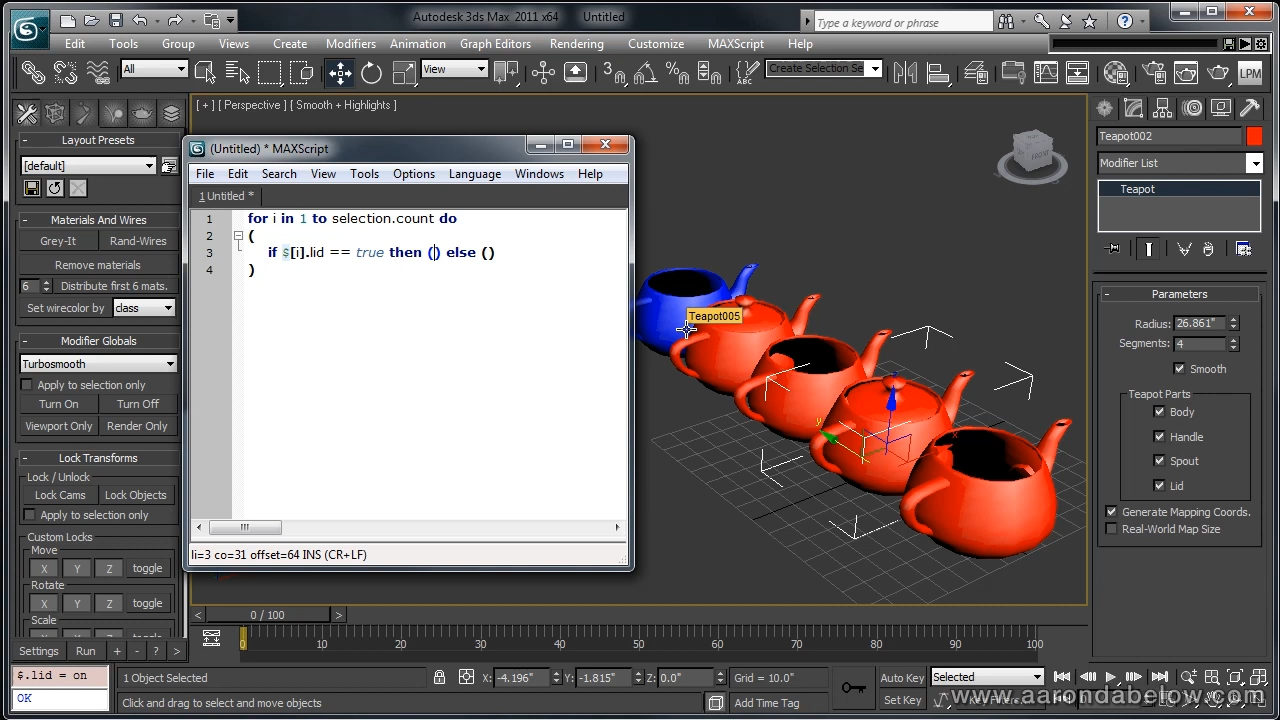 Autodesk 3ds Max 2011 x64 Untitled
Type a keyword or phrase
Edit Tools Group Views Create Modifiers Animation Graph Editors Rendering Customize MAXScript Help
All
View
Create Selection Se
LPM
[ + ] [ Perspective ] [ Smooth + Highlights ]
Layout Presets
[default]
Materials And Wires
Grey-It Rand-Wires
Remove materials
6 Distribute first 6 mats.
Set wirecolor by class
Modifier Globals
Turbosmooth
Apply to selection only
Turn On Turn Off
Viewport Only Render Only
Lock Transforms
Lock / Unlock
Lock Cams Lock Objects
Apply to selection only
Custom Locks
Move
X Y Z toggle
Rotate
X Y Z toggle
Scale
Settings Run + - ? >
(Untitled) * MAXScript
File Edit Search View Tools Options Language Windows Help
1 Untitled *
1 for i in 1 to selection.count do
2 (
3 if $[i].lid == true then () else ()
4 )
li=3 co=31 offset=64 INS (CR+LF)
Teapot005
FRONT
Teapot002
Modifier List
Teapot
Parameters
Radius: 26.861"
Segments: 4
Smooth
Teapot Parts
Body
Handle
Spout
Lid
Generate Mapping Coords.
Real-World Map Size
< 0 / 100 >
0 10 20 30 40 50 60 70 80 90 100
$.lid = on
OK
1 Object Selected
X: -4.196" Y: -1.815" Z: 0.0" Grid = 10.0"
Auto Key Selected
Click and drag to select and move objects
Add Time Tag
Set Key Key Filters...
www.aarondabelow.com